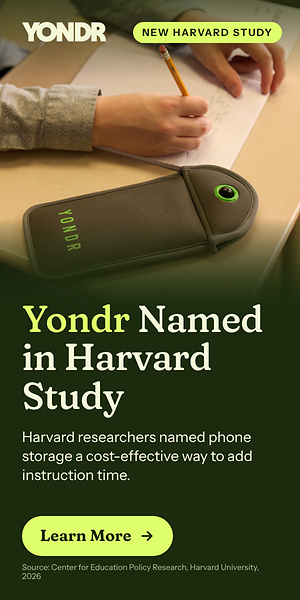 YONDR
NEW HARVARD STUDY
YONDR
Yondr Named
in Harvard
Study
Harvard researchers named phone
storage a cost-effective way to add
instruction time.
Learn More →
Source: Center for Education Policy Research, Harvard University,
2026